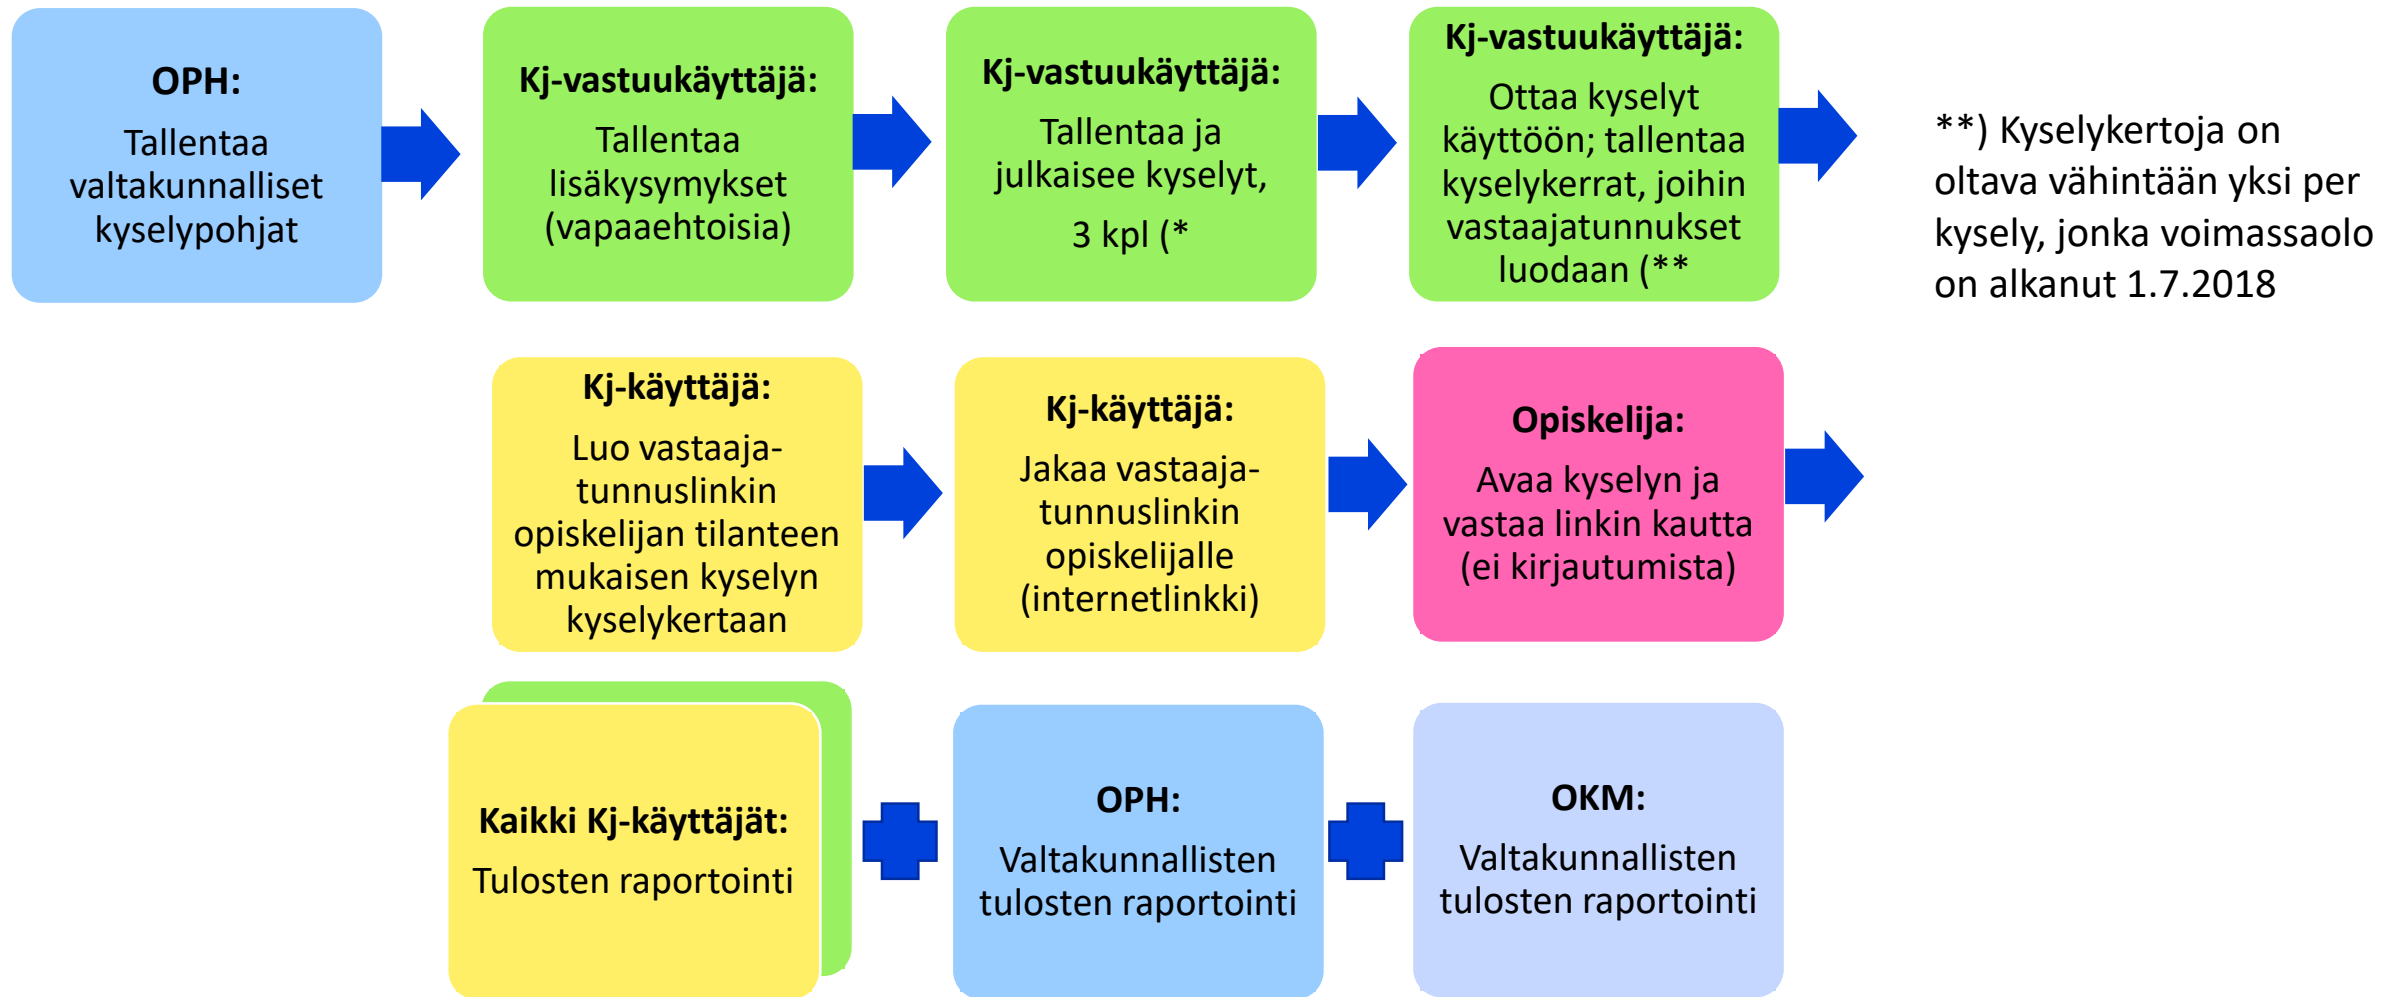 OPH:
Tallentaa
valtakunnalliset
kyselypohjat
Kj-vastuukäyttäjä:
Tallentaa
lisäkysymykset
(vapaaehtoisia)
Kj-vastuukäyttäjä:
Tallentaa ja
julkaisee kyselyt,
3 kpl (*
Kj-vastuukäyttäjä:
Ottaa kyselyt
käyttöön; tallentaa
kyselykerrat, joihin
vastaajatunnukset
luodaan (**
**) Kyselykertoja on
oltava vähintään yksi per
kysely, jonka voimassaolo
on alkanut 1.7.2018
Kj-käyttäjä:
Luo vastaaja-
tunnuslinkin
opiskelijan tilanteen
mukaisen kyselyn
kyselykertaan
Kj-käyttäjä:
Jakaa vastaaja-
tunnuslinkin
opiskelijalle
(internetlinkki)
Opiskelija:
Avaa kyselyn ja
vastaa linkin kautta
(ei kirjautumista)
Kaikki Kj-käyttäjät:
Tulosten raportointi
OPH:
Valtakunnallisten
tulosten raportointi
OKM:
Valtakunnallisten
tulosten raportointi